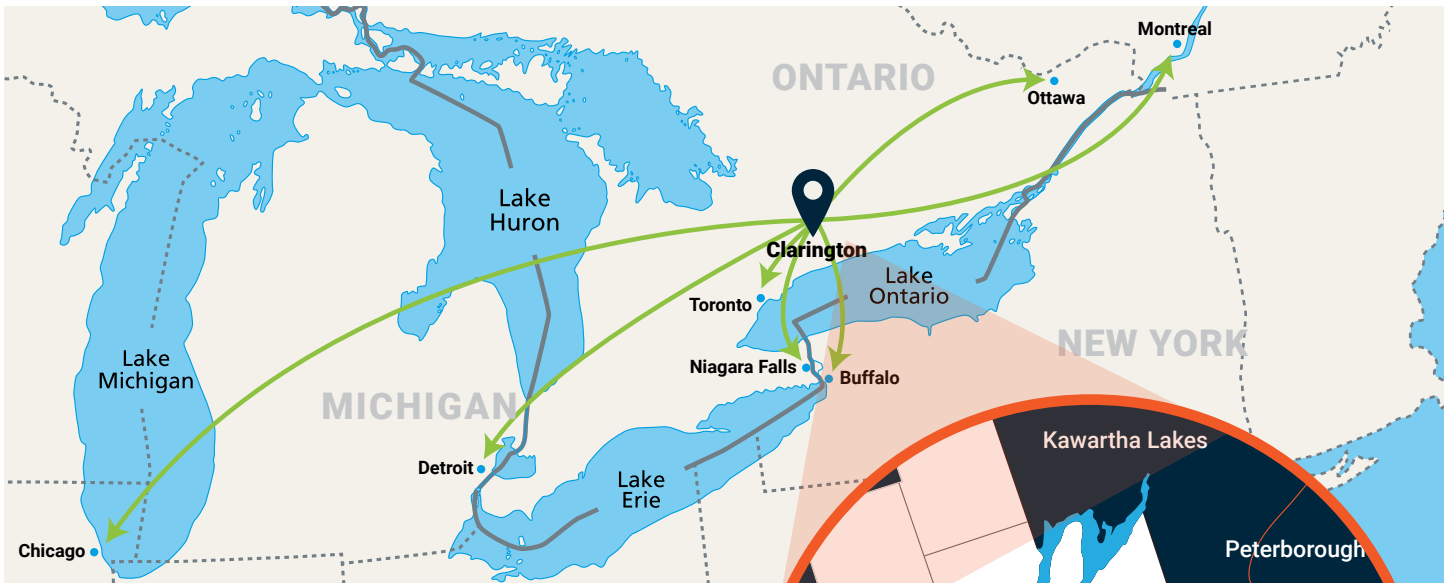 Montreal
ONTARIO
Ottawa
Lake
Huron
Clarington
Lake
Ontario
Toronto
NEW YORK
Lake
Michigan
Niagara Falls
Buffalo
MICHIGAN
Kawartha Lakes
Detroit
Lake
Erie
Chicago
Peterborough